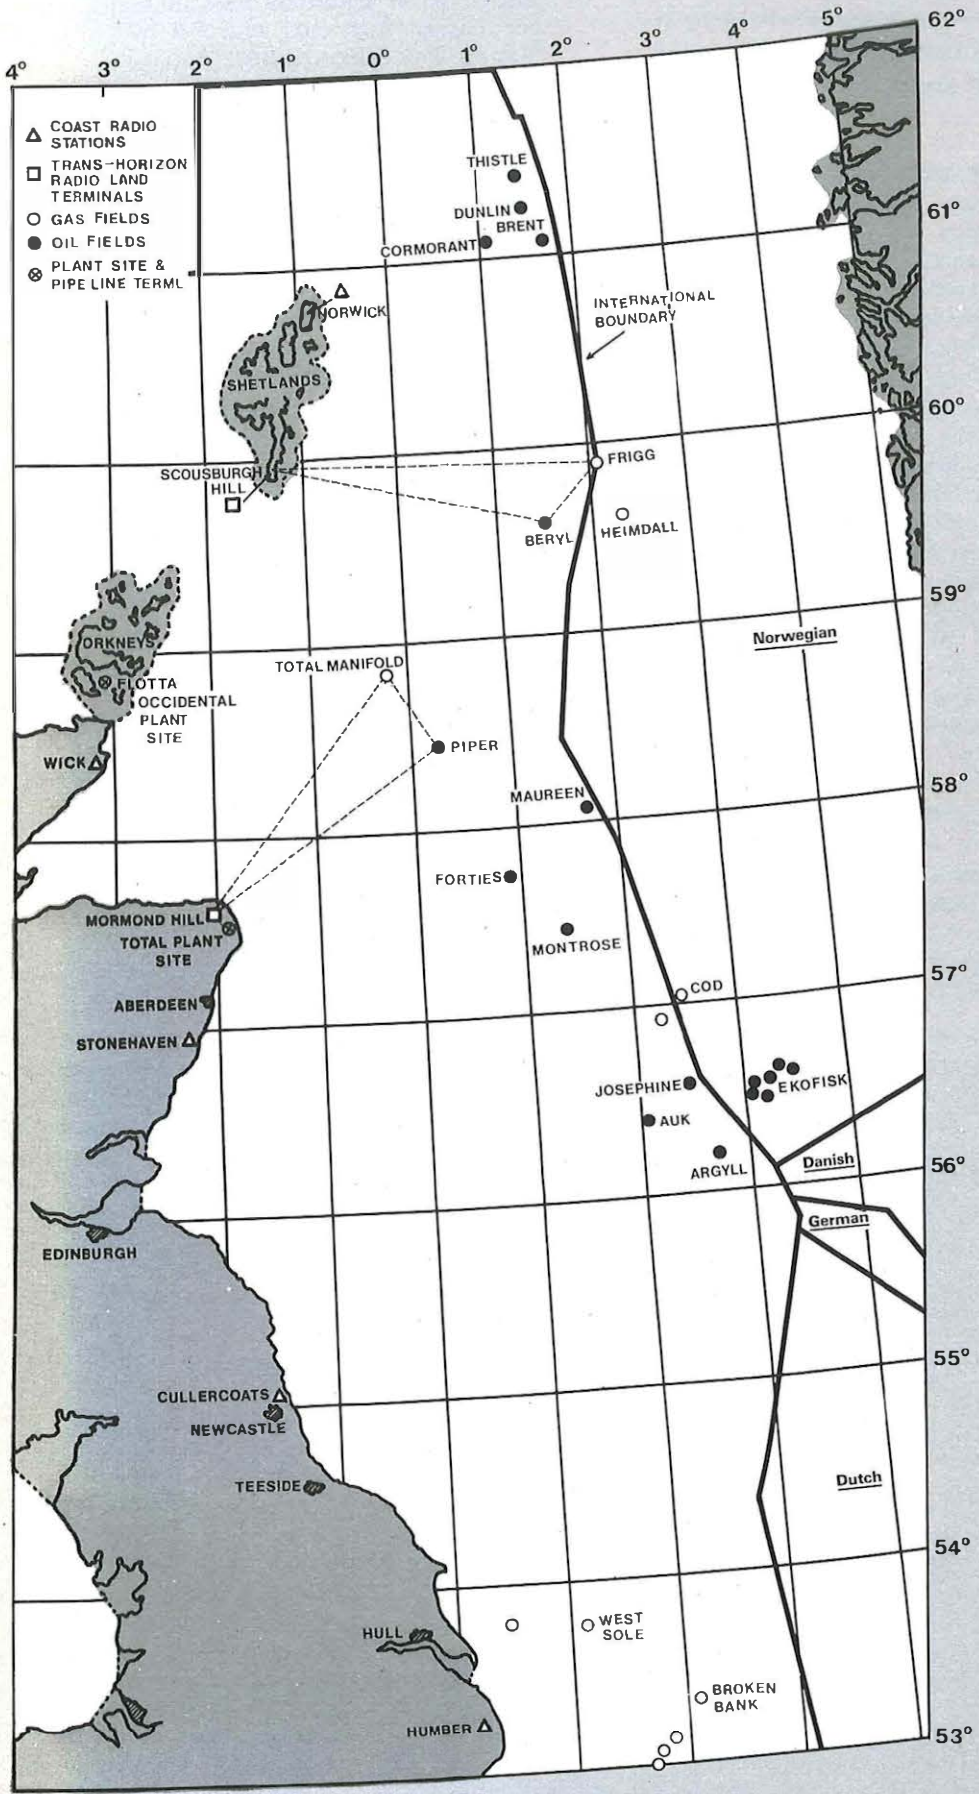 4° 3° 2° 1° 0° 1° 2° 3° 4° 5° 62°
COAST RADIO
STATIONS
TRANS-HORIZON
RADIO LAND
TERMINALS
GAS FIELDS
OIL FIELDS
PLANT SITE &
PIPE LINE TERML
THISTLE
DUNLIN
BRENT
CORMORANT
61°
NORWICK
INTERNATIONAL
BOUNDARY
SHETLANDS
60°
FRIGG
SCOUSBURGH
HILL
BERYL
HEIMDALL
59°
Norwegian
ORKNEYS
TOTAL MANIFOLD
FLOTTA
OCCIDENTAL
PLANT
SITE
PIPER
WICK
58°
MAUREEN
FORTIES
MORMOND HILL
TOTAL PLANT
SITE
MONTROSE
57°
COD
ABERDEEN
STONEHAVEN
JOSEPHINE
EKOFISK
AUK
ARGYLL
Danish
56°
German
EDINBURGH
55°
CULLERCOATS
NEWCASTLE
TEESIDE
Dutch
54°
HULL
WEST
SOLE
BROKEN
BANK
HUMBER
53°